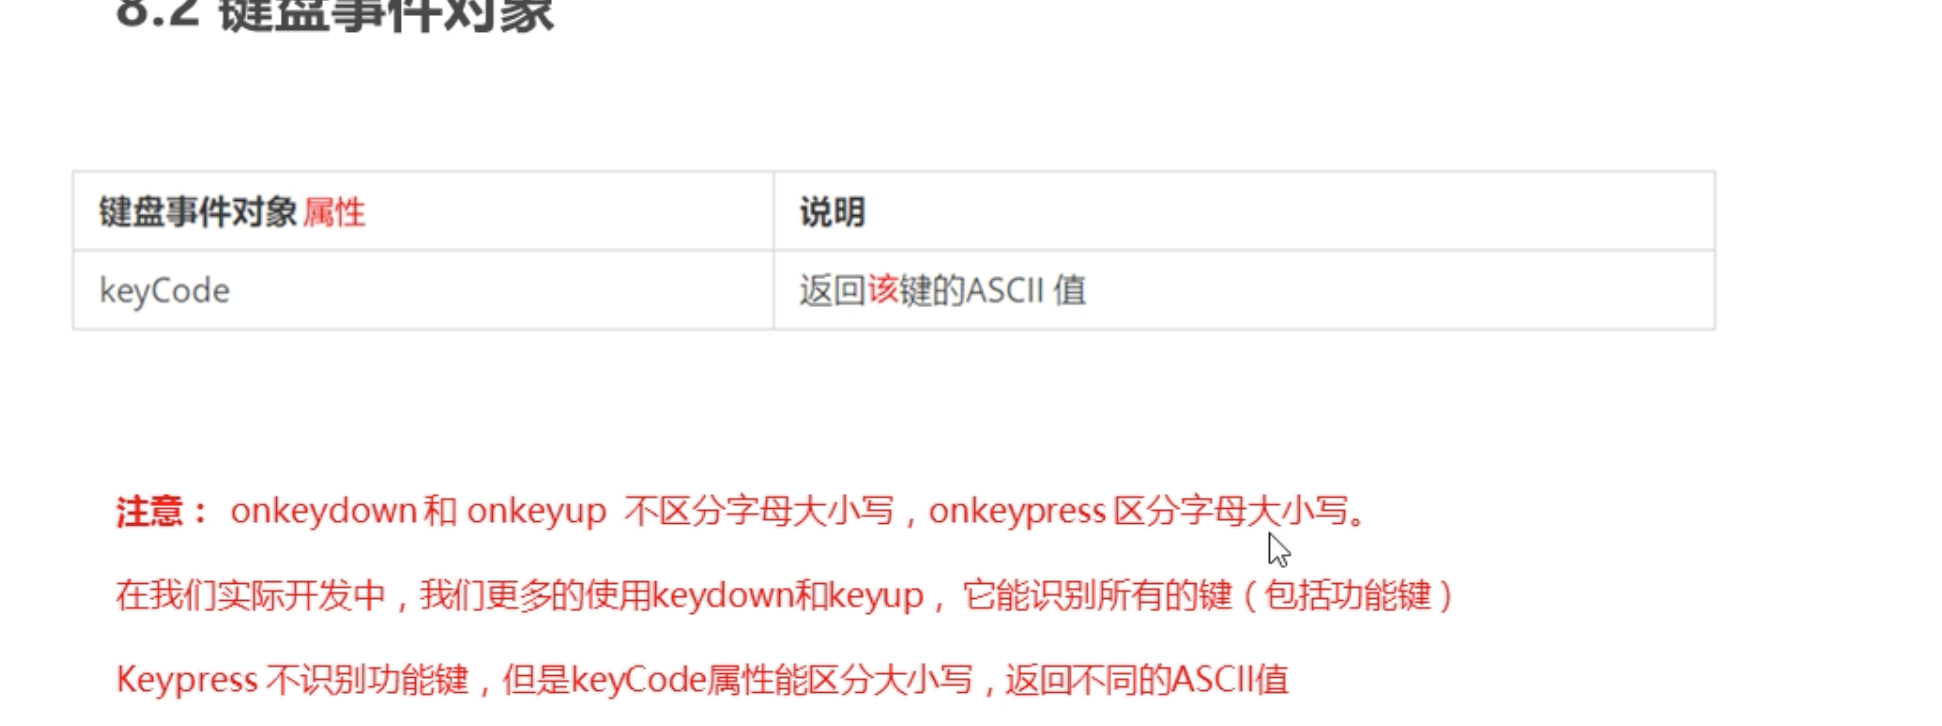 8.2 键盘事件对象
键盘事件对象 属性
说明
keyCode
返回该键的ASCII 值
注意： onkeydown 和 onkeyup 不区分字母大小写，onkeypress 区分字母大小写。
在我们实际开发中，我们更多的使用keydown和keyup， 它能识别所有的键（包括功能键）
Keypress 不识别功能键，但是keyCode属性能区分大小写，返回不同的ASCII值